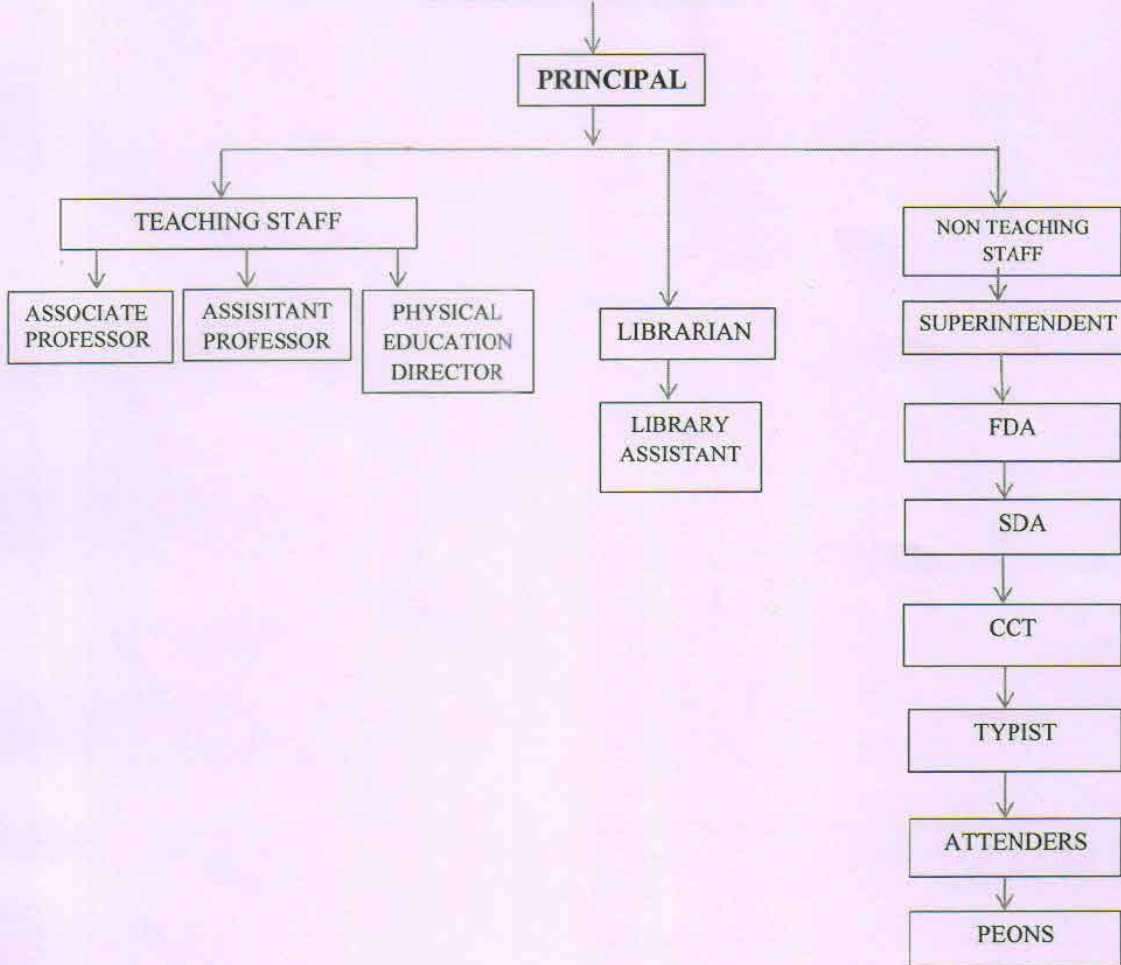 PRINCIPAL
TEACHING STAFF
ASSOCIATE
PROFESSOR
ASSISITANT
PROFESSOR
PHYSICAL
EDUCATION
DIRECTOR
LIBRARIAN
LIBRARY
ASSISTANT
NON TEACHING
STAFF
SUPERINTENDENT
FDA
SDA
CCT
TYPIST
ATTENDERS
PEONS